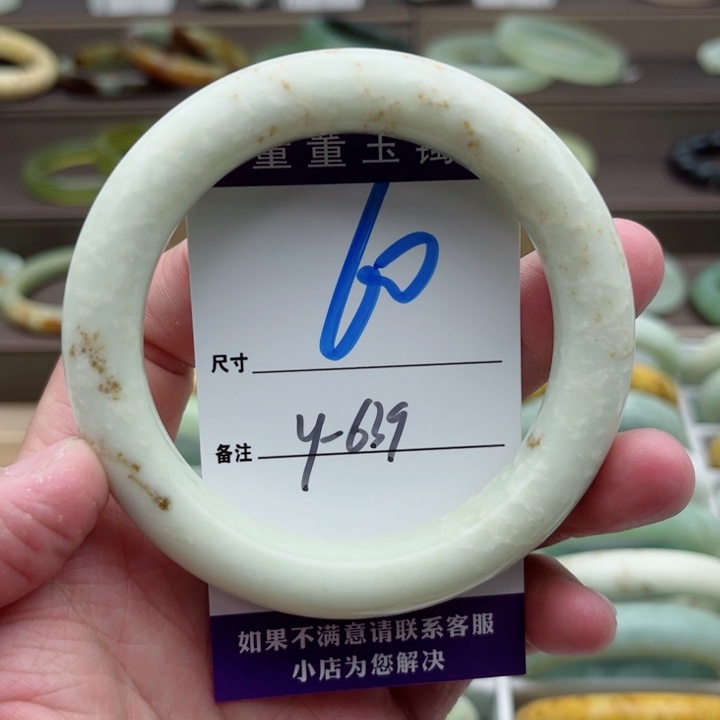 董董玉镯
60
尺寸
y-639
备注
如果不满意请联系客服
小店为您解决